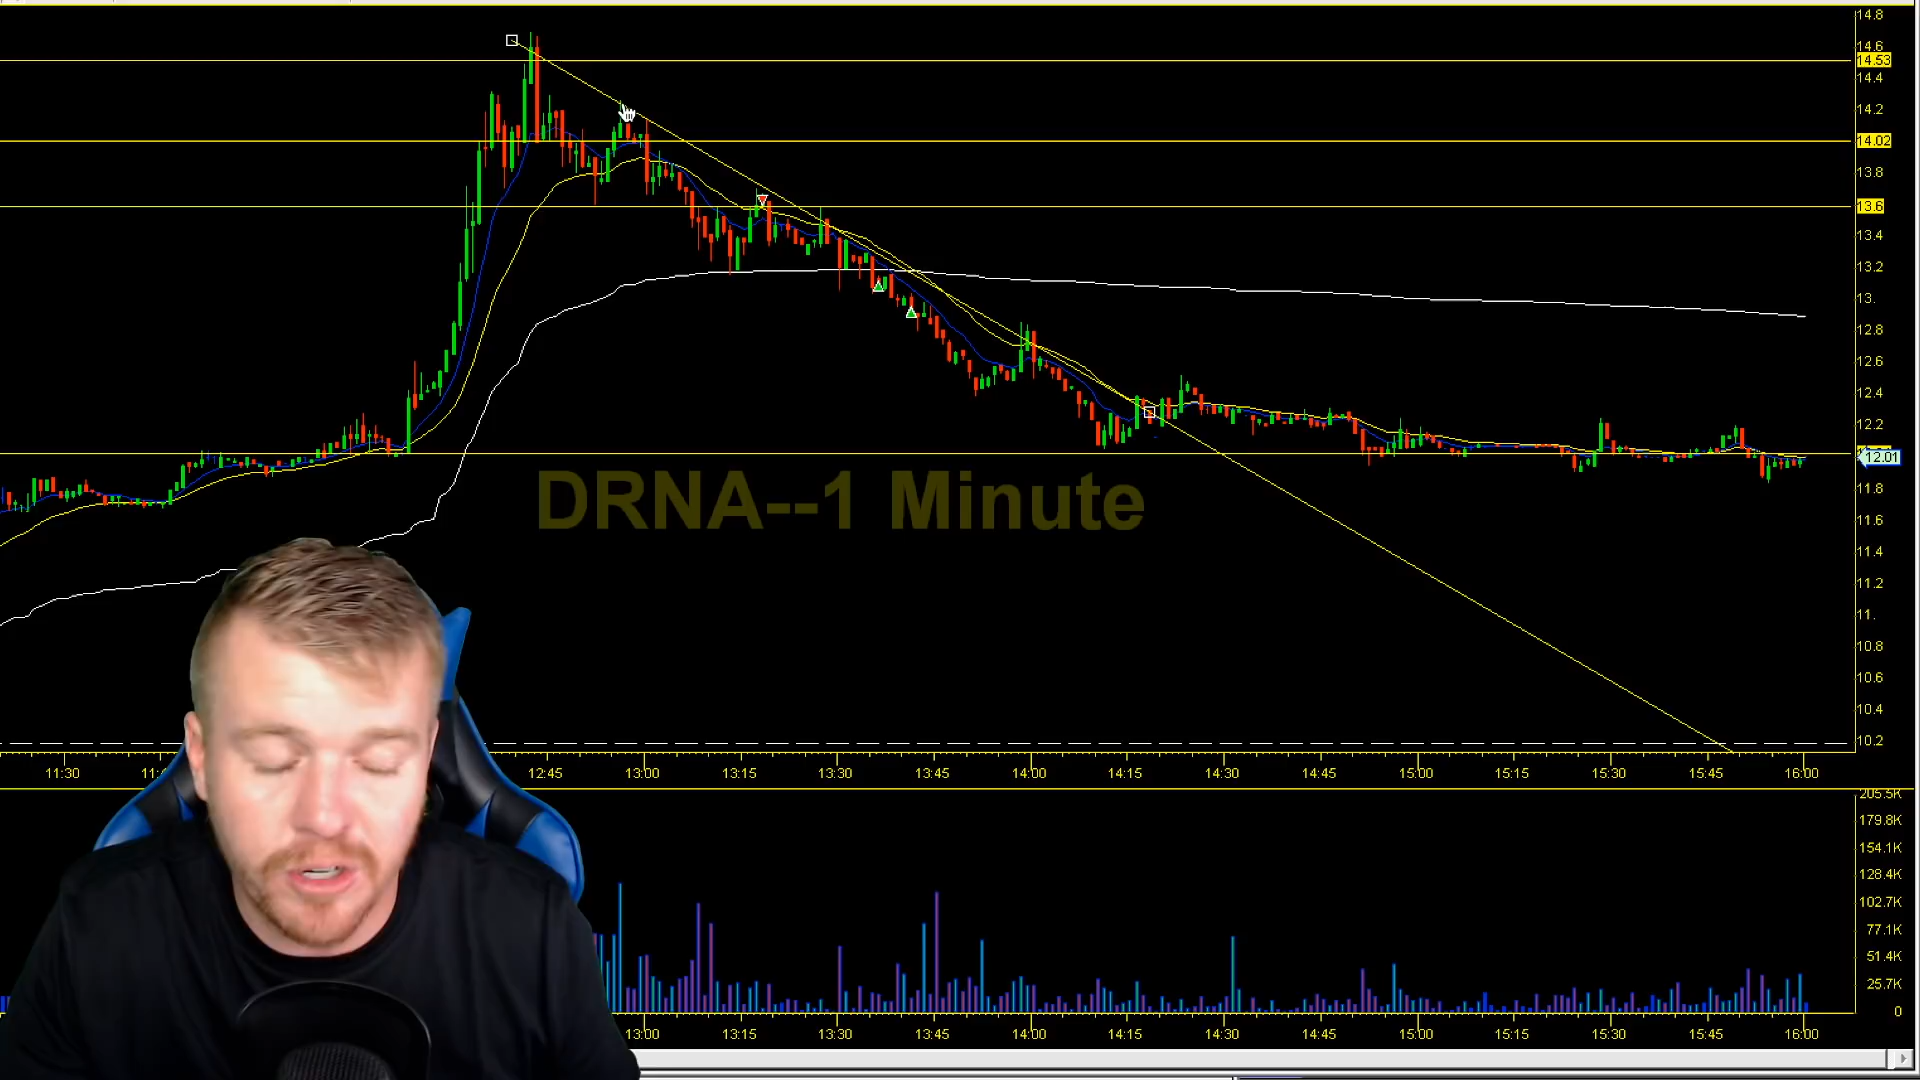 14.8
14.6
14.53
14.4
14.2
14.02
13.8
13.6
13.4
13.2
13.
12.8
12.6
12.4
12.2
12.01
11.8
11.6
11.4
11.2
11.
10.8
10.6
10.4
10.2
DRNA--1 Minute
11:30 12:45 13:00 13:15 13:30 13:45 14:00 14:15 14:30 14:45 15:00 15:15 15:30 15:45 16:00
205.5K
179.8K
154.1K
128.4K
102.7K
77.1K
51.4K
25.7K
0
13:00 13:15 13:30 13:45 14:00 14:15 14:30 14:45 15:00 15:15 15:30 15:45 16:00